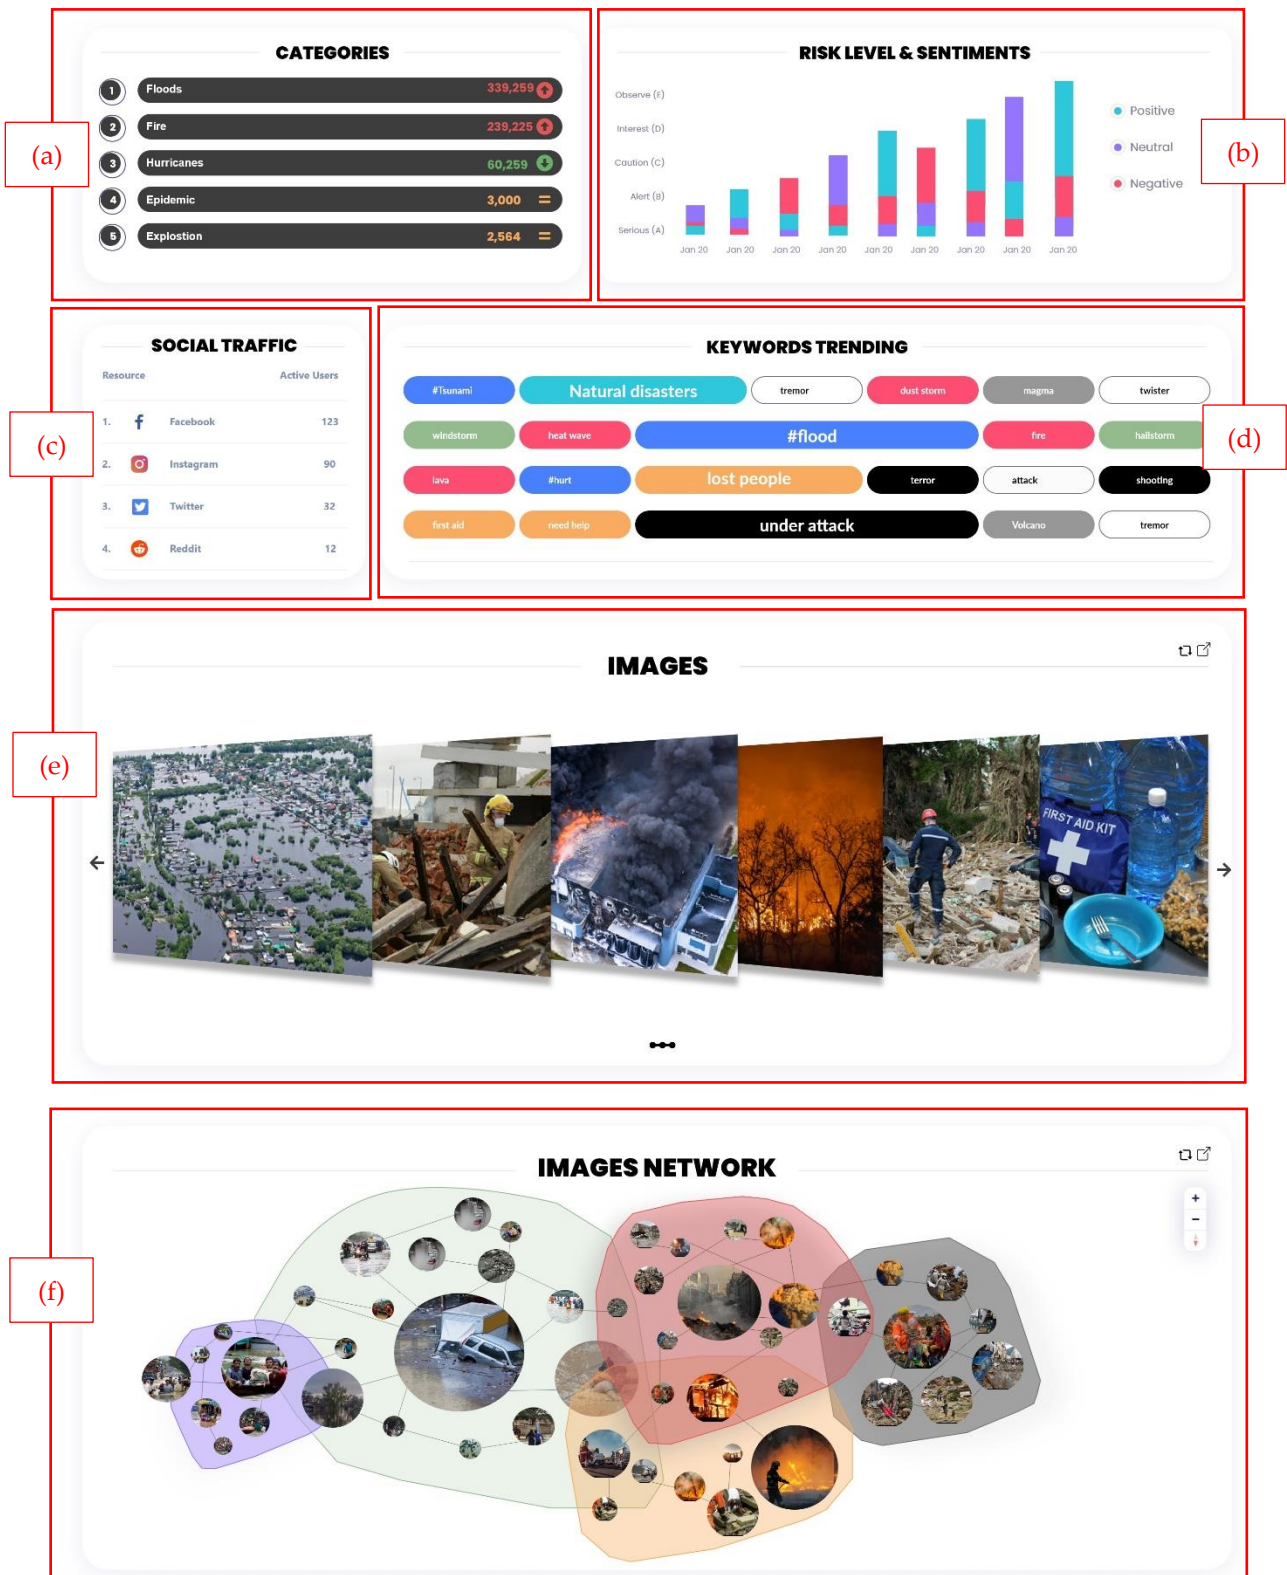 CATEGORIES
1 Floods 339,259
2 Fire 239,225
3 Hurricanes 60,259
4 Epidemic 3,000 =
5 Explostion 2,564 =
(a)
RISK LEVEL & SENTIMENTS
Observe (E)
Interest (D)
Caution (C)
Alert (B)
Serious (A)
Jan 20 Jan 20 Jan 20 Jan 20 Jan 20 Jan 20 Jan 20 Jan 20 Jan 20
Positive
Neutral
Negative
(b)
SOCIAL TRAFFIC
Resource Active Users
1. Facebook 123
2. Instagram 90
3. Twitter 32
4. Reddit 12
(c)
KEYWORDS TRENDING
#Tsunami Natural disasters tremor dust storm magma twister
windstorm heat wave #flood fire hailstorm
lava #hurt lost people terror attack shooting
first aid need help under attack Volcano tremor
(d)
IMAGES
FIRST AID KIT
(e)
IMAGES NETWORK
+
−
(f)